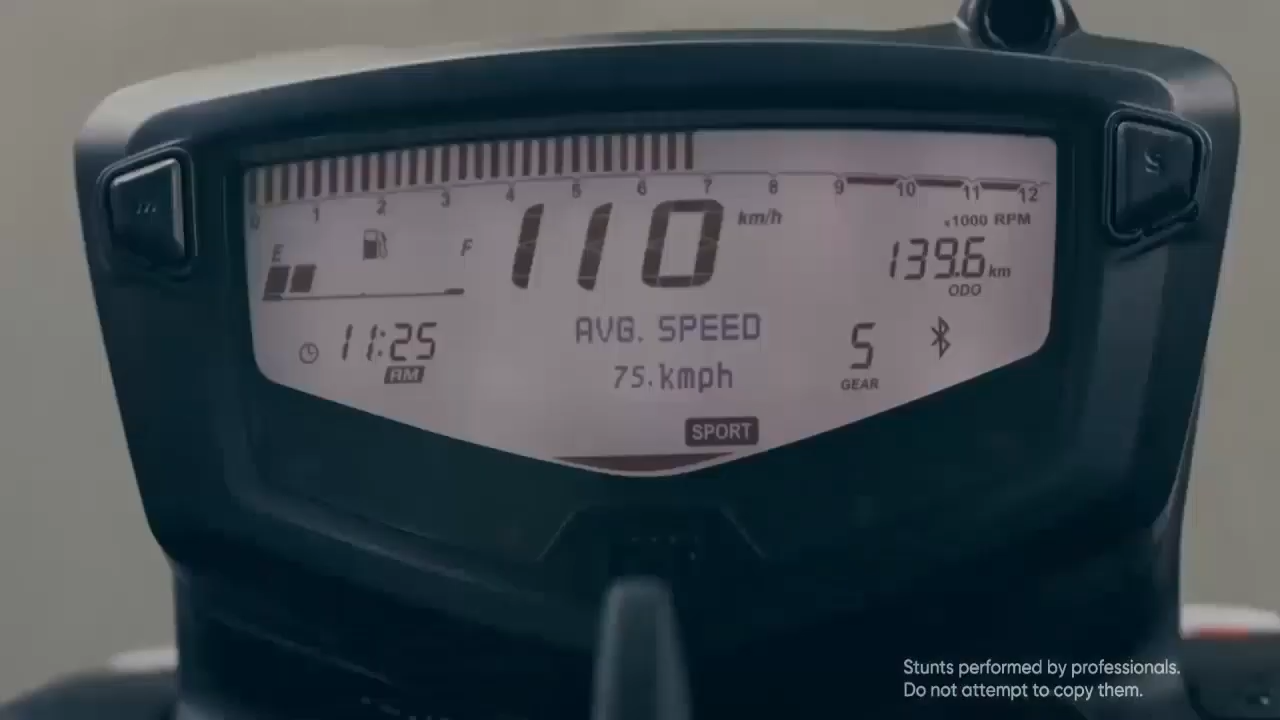 0 1 2 3 4 5 6 7 8 9 10 11 12
x1000 RPM
E F
110 km/h
139.6 km
ODO
11:25
AM
AVG. SPEED
75. kmph
5
GEAR
SPORT
S
Stunts performed by professionals.
Do not attempt to copy them.